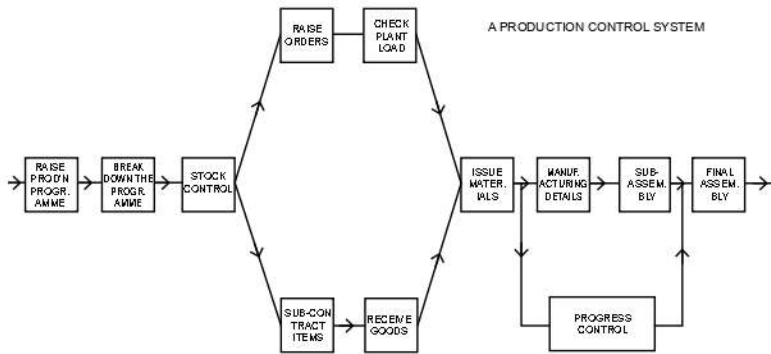 A PRODUCTION CONTROL SYSTEM
RAISE
ORDERS
CHECK
PLANT
LOAD
RAISE
PROD'N
PROGR.
AMME
BREAK
DOWN THE
PROGR.
AMME
STOCK
CONTROL
ISSUE
MATER.
IALS
MANUF.
ACTURING
DETAILS
SUB-
ASSEM.
BLY
FINAL
ASSEM.
BLY
SUB-CON
TRACT
ITEMS
RECEIVE
GOODS
PROGRESS
CONTROL